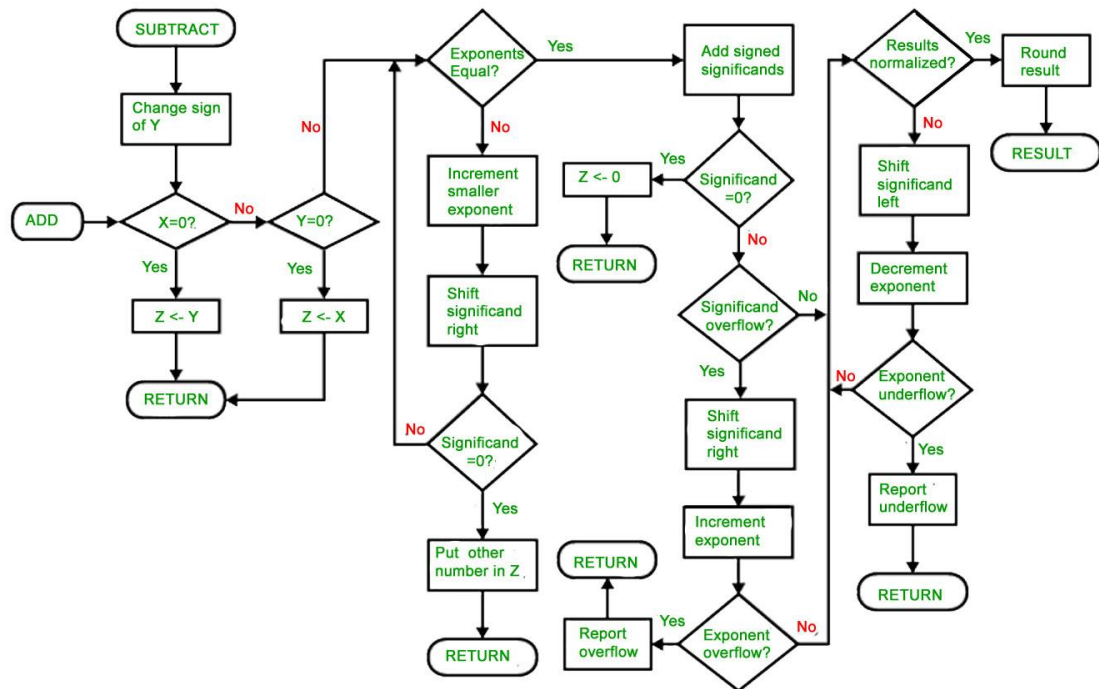 SUBTRACT
Change sign
of Y
ADD
X=0?
No
Y=0?
No
Yes
Yes
Z <- Y
Z <- X
RETURN
Exponents
Equal?
Yes
No
Increment
smaller
exponent
Shift
significand
right
No
Significand
=0?
Yes
Put other
number in Z
RETURN
Add signed
significands
Yes
Significand
=0?
Z <- 0
RETURN
No
Significand
overflow?
No
Yes
Shift
significand
right
Increment
exponent
Exponent
overflow?
Yes
No
Report
overflow
RETURN
Results
normalized?
Yes
Round
result
RESULT
No
Shift
significand
left
Decrement
exponent
No
Exponent
underflow?
Yes
Report
underflow
RETURN